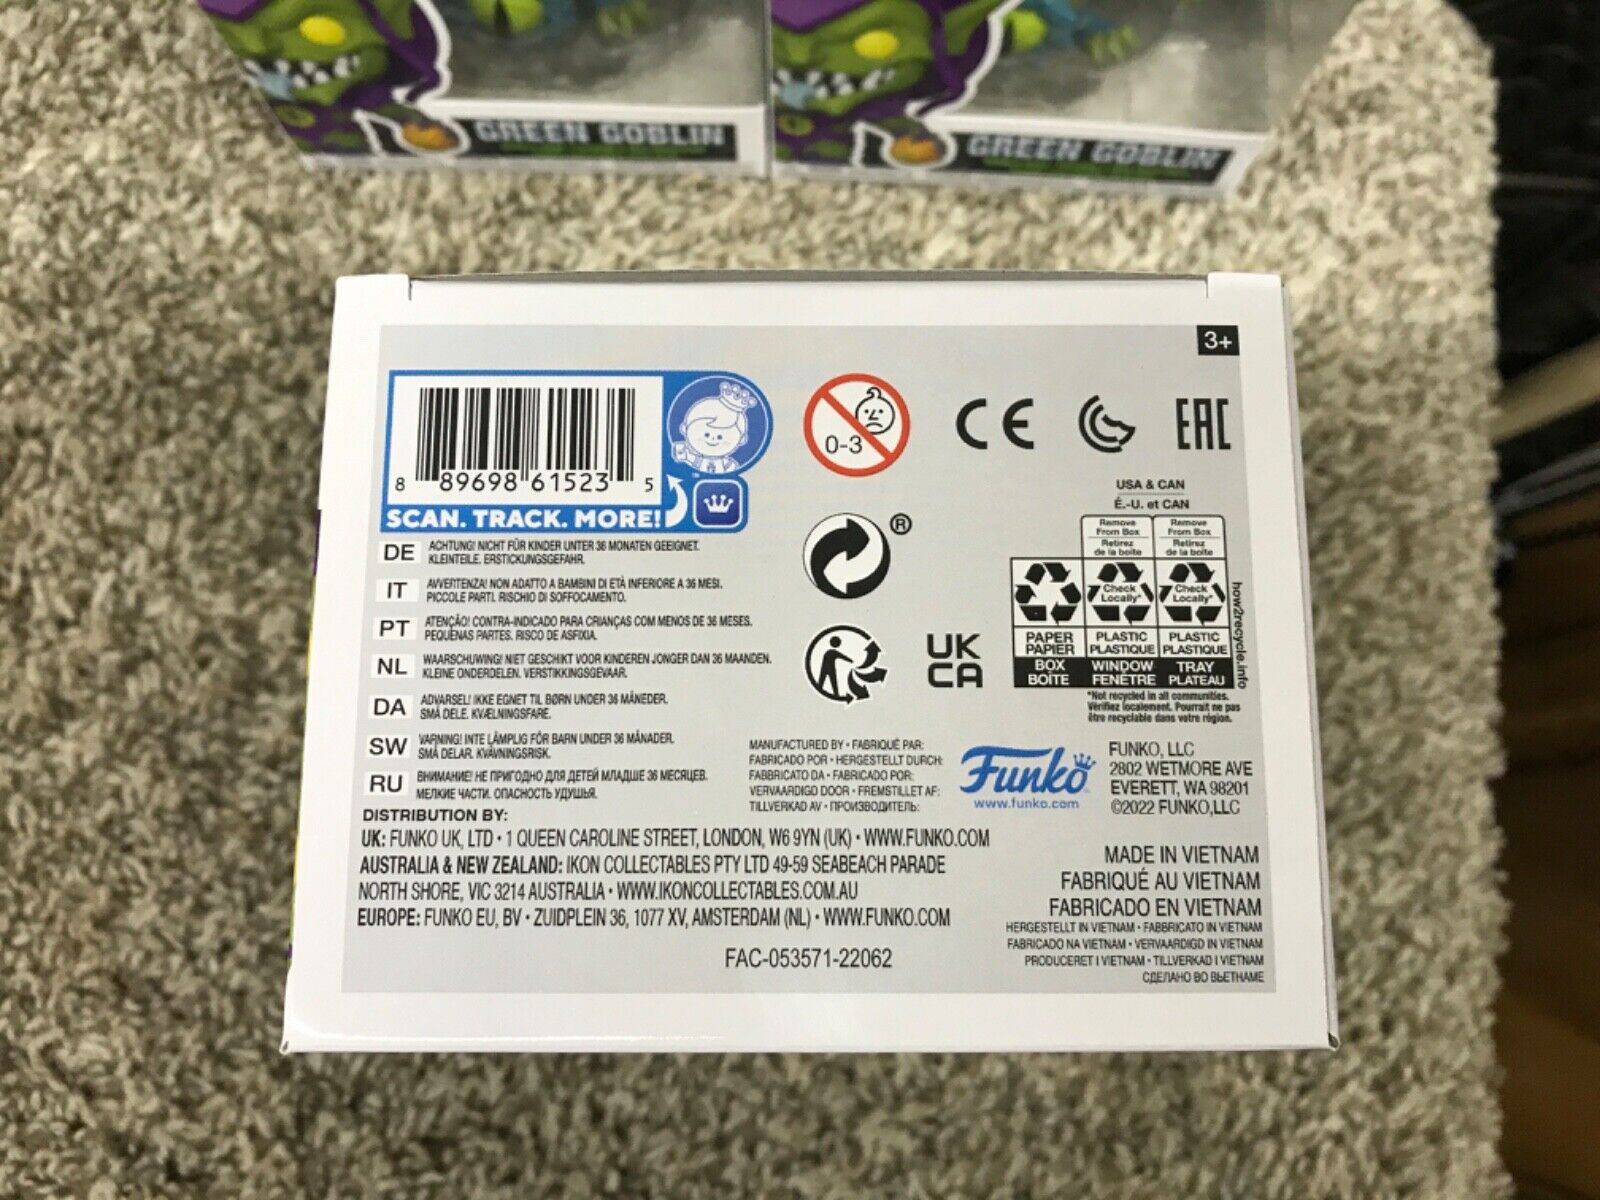 GREEN GOBLIN
GREEN GOBLIN
3+
8 89698 61523 5
SCAN. TRACK. MORE!
™
0-3
CE
EAC
USA & CAN
É.-U. et CAN
Remove
From Box
Retirez
de la boîte
Remove
From Box
Retirez
de la boîte
Check
Locally*
Check
Locally*
PAPER
PAPIER
BOX
BOÎTE
PLASTIC
PLASTIQUE
WINDOW
FENÊTRE
PLASTIC
PLASTIQUE
TRAY
PLATEAU
how2recycle.info
*Not recycled in all communities.
Vérifiez localement. Pourrait ne pas
être recyclable dans votre région.
®
UK
CA
DE ACHTUNG! NICHT FÜR KINDER UNTER 36 MONATEN GEEIGNET.
KLEINTEILE. ERSTICKUNGSGEFAHR.
IT AVVERTENZA! NON ADATTO A BAMBINI DI ETÀ INFERIORE A 36 MESI.
PICCOLE PARTI. RISCHIO DI SOFFOCAMENTO.
PT ATENÇÃO! CONTRA-INDICADO PARA CRIANÇAS COM MENOS DE 36 MESES.
PEQUENAS PARTES. RISCO DE ASFIXIA.
NL WAARSCHUWING! NIET GESCHIKT VOOR KINDEREN JONGER DAN 36 MAANDEN.
KLEINE ONDERDELEN. VERSTIKKINGSGEVAAR.
DA ADVARSEL! IKKE EGNET TIL BØRN UNDER 36 MÅNEDER.
SMÅ DELE. KVÆLNINGSFARE.
SW VARNING! INTE LÄMPLIG FÖR BARN UNDER 36 MÅNADER.
SMÅ DELAR. KVÄVNINGSRISK.
RU ВНИМАНИЕ! НЕ ПРИГОДНО ДЛЯ ДЕТЕЙ МЛАДШЕ 36 МЕСЯЦЕВ.
МЕЛКИЕ ЧАСТИ. ОПАСНОСТЬ УДУШЬЯ.
MANUFACTURED BY • FABRIQUÉ PAR:
FABRICADO POR • HERGESTELLT DURCH:
FABBRICATO DA • FABRICADO POR:
VERVAARDIGD DOOR • FREMSTILLET AF:
TILLVERKAD AV • ПРОИЗВОДИТЕЛЬ:
Funko
www.funko.com
FUNKO, LLC
2802 WETMORE AVE
EVERETT, WA 98201
©2022 FUNKO,LLC
DISTRIBUTION BY:
UK: FUNKO UK, LTD • 1 QUEEN CAROLINE STREET, LONDON, W6 9YN (UK) • WWW.FUNKO.COM
AUSTRALIA & NEW ZEALAND: IKON COLLECTABLES PTY LTD 49-59 SEABEACH PARADE
NORTH SHORE, VIC 3214 AUSTRALIA • WWW.IKONCOLLECTABLES.COM.AU
EUROPE: FUNKO EU, BV • ZUIDPLEIN 36, 1077 XV, AMSTERDAM (NL) • WWW.FUNKO.COM
FAC-053571-22062
MADE IN VIETNAM
FABRIQUÉ AU VIETNAM
FABRICADO EN VIETNAM
HERGESTELLT IN VIETNAM • FABBRICATO IN VIETNAM
FABRICADO NA VIETNAM • VERVAARDIGD IN VIETNAM
PRODUCERET I VIETNAM • TILLVERKAD I VIETNAM
СДЕЛАНО ВО ВЬЕТНАМЕ